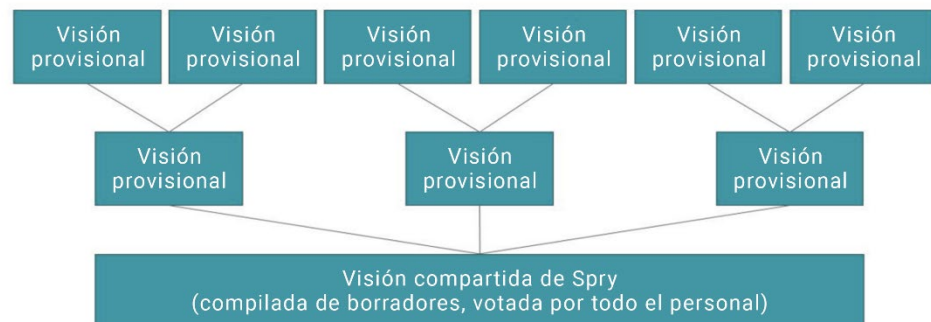 Visión
provisional
Visión
provisional
Visión
provisional
Visión
provisional
Visión
provisional
Visión
provisional
Visión
provisional
Visión
provisional
Visión
provisional
Visión compartida de Spry
(compilada de borradores, votada por todo el personal)